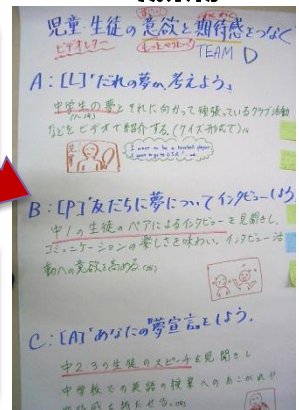 児童生徒の意欲と期待感をつなぐ
ビデオレター
TEAM D
A：[L]「だれの夢か、考えよう」
中学生の夢とそれに向かって頑張っているクラブ活動
などをビデオで紹介する（クイズ形式で）。
I want to be a baseball player.
B：[P]「友だちに夢についてインタビューしよう」
中1の生徒のペアによるインタビューを見聞きし、
コミュニケーションの楽しさを味わい、インタビュー活
動への意欲を高める
C：[A]「あなたの夢宣言をしよう」
中2.3の生徒のスピーチを見聞きし
中学校での英語の授業へのあこがれや